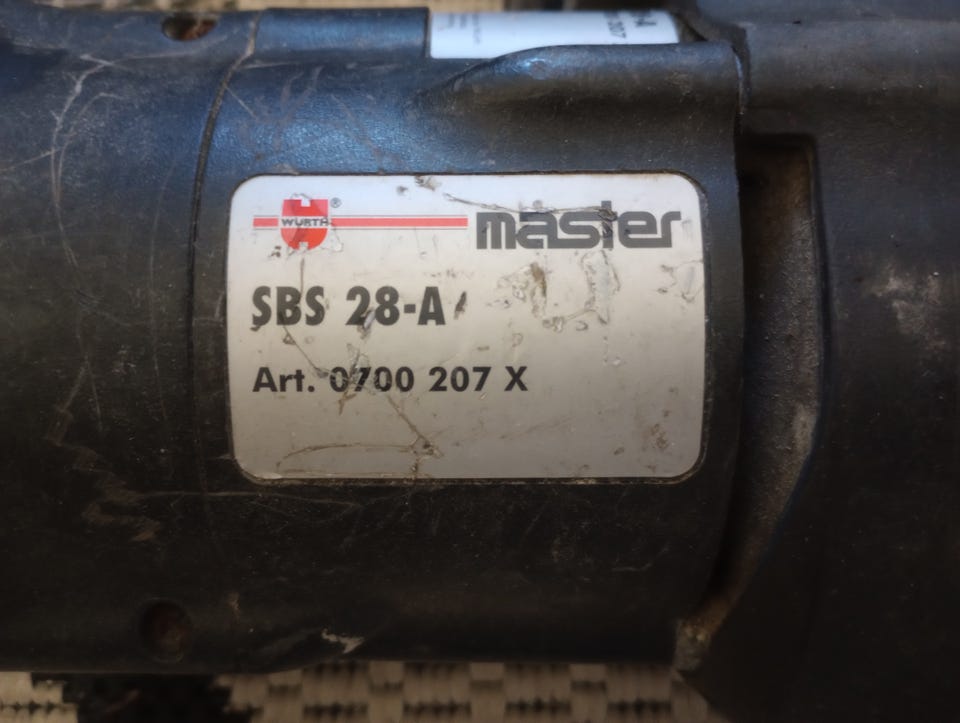 WÜRTH®
master
SBS 28-A
Art. 0700 207 X